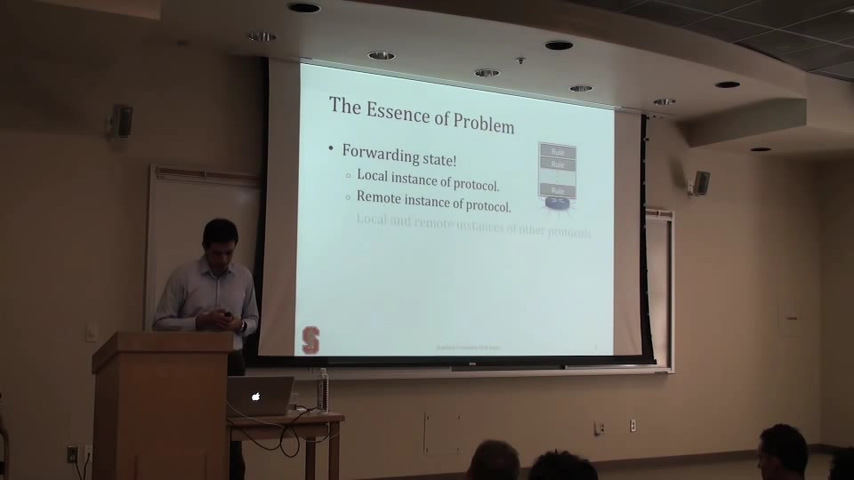 The Essence of Problem
• Forwarding state!
○ Local instance of protocol.
○ Remote instance of protocol.
Local and remote instances of other protocols
Rule
Rule
Rule
S